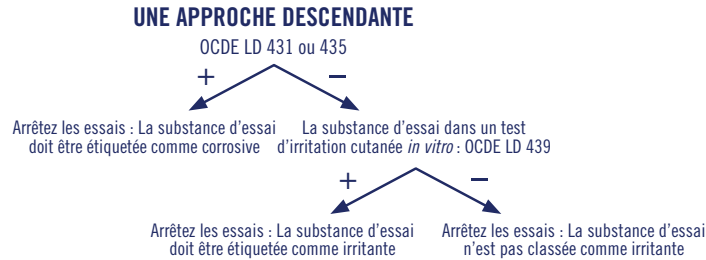 UNE APPROCHE DESCENDANTE
OCDE LD 431 ou 435
+ −
Arrêtez les essais : La substance d'essai
doit être étiquetée comme corrosive
La substance d'essai dans un test
d'irritation cutanée in vitro : OCDE LD 439
+ −
Arrêtez les essais : La substance d'essai
doit être étiquetée comme irritante
Arrêtez les essais : La substance d'essai
n'est pas classée comme irritante